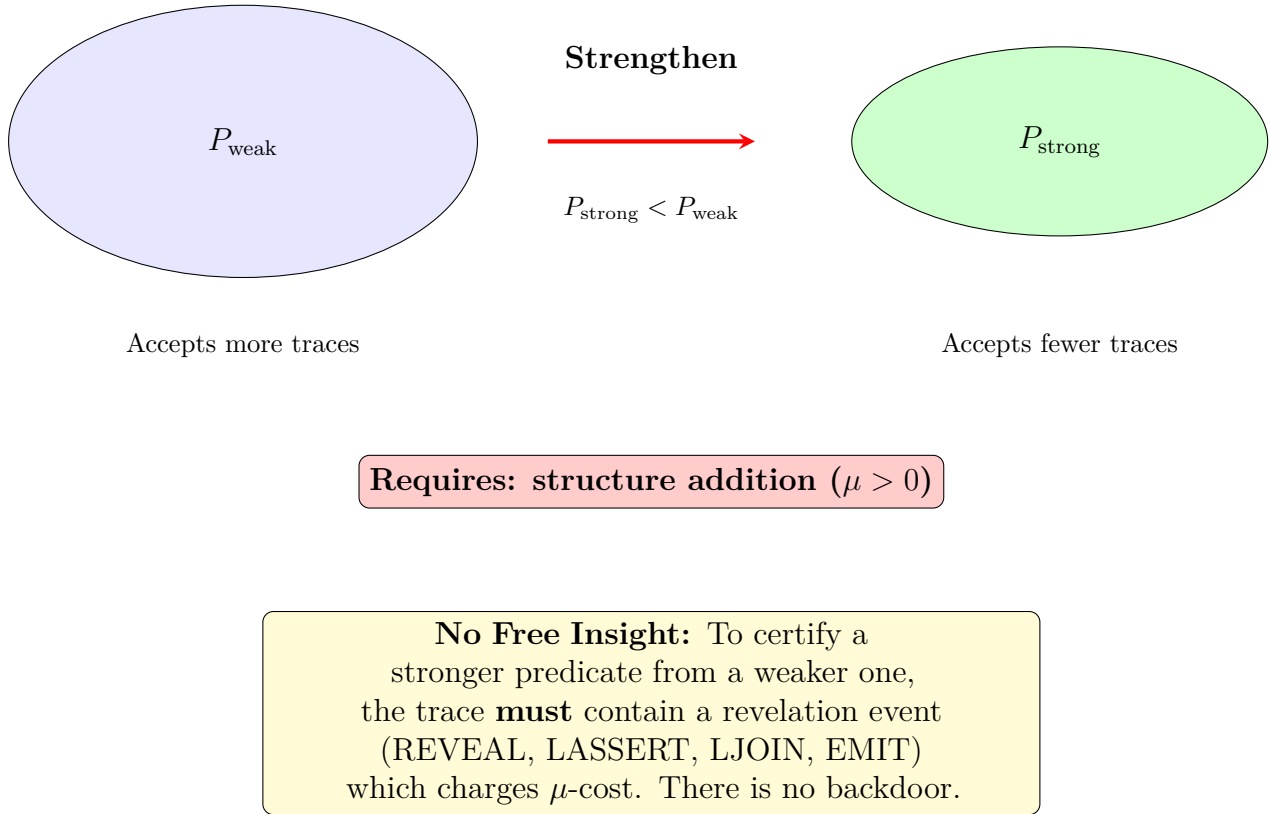 Strengthen
P_weak
P_strong
P_strong < P_weak
Accepts more traces
Accepts fewer traces
Requires: structure addition (μ > 0)
No Free Insight: To certify a
stronger predicate from a weaker one,
the trace must contain a revelation event
(REVEAL, LASSERT, LJOIN, EMIT)
which charges μ-cost. There is no backdoor.